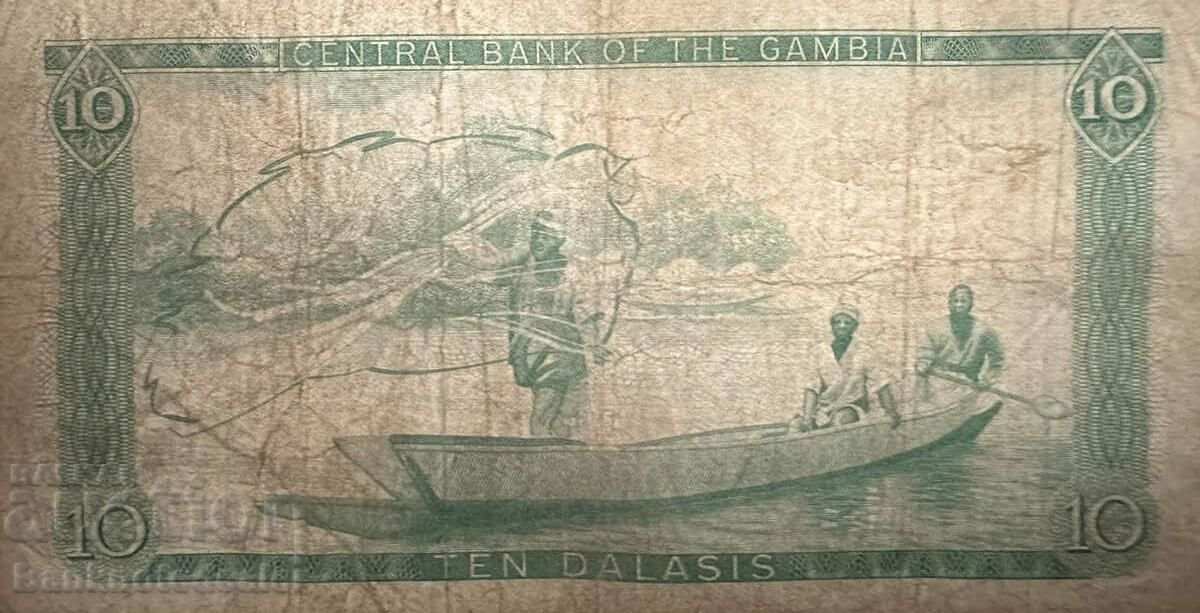 CENTRAL BANK OF THE GAMBIA
10 10
10 10
TEN DALASIS